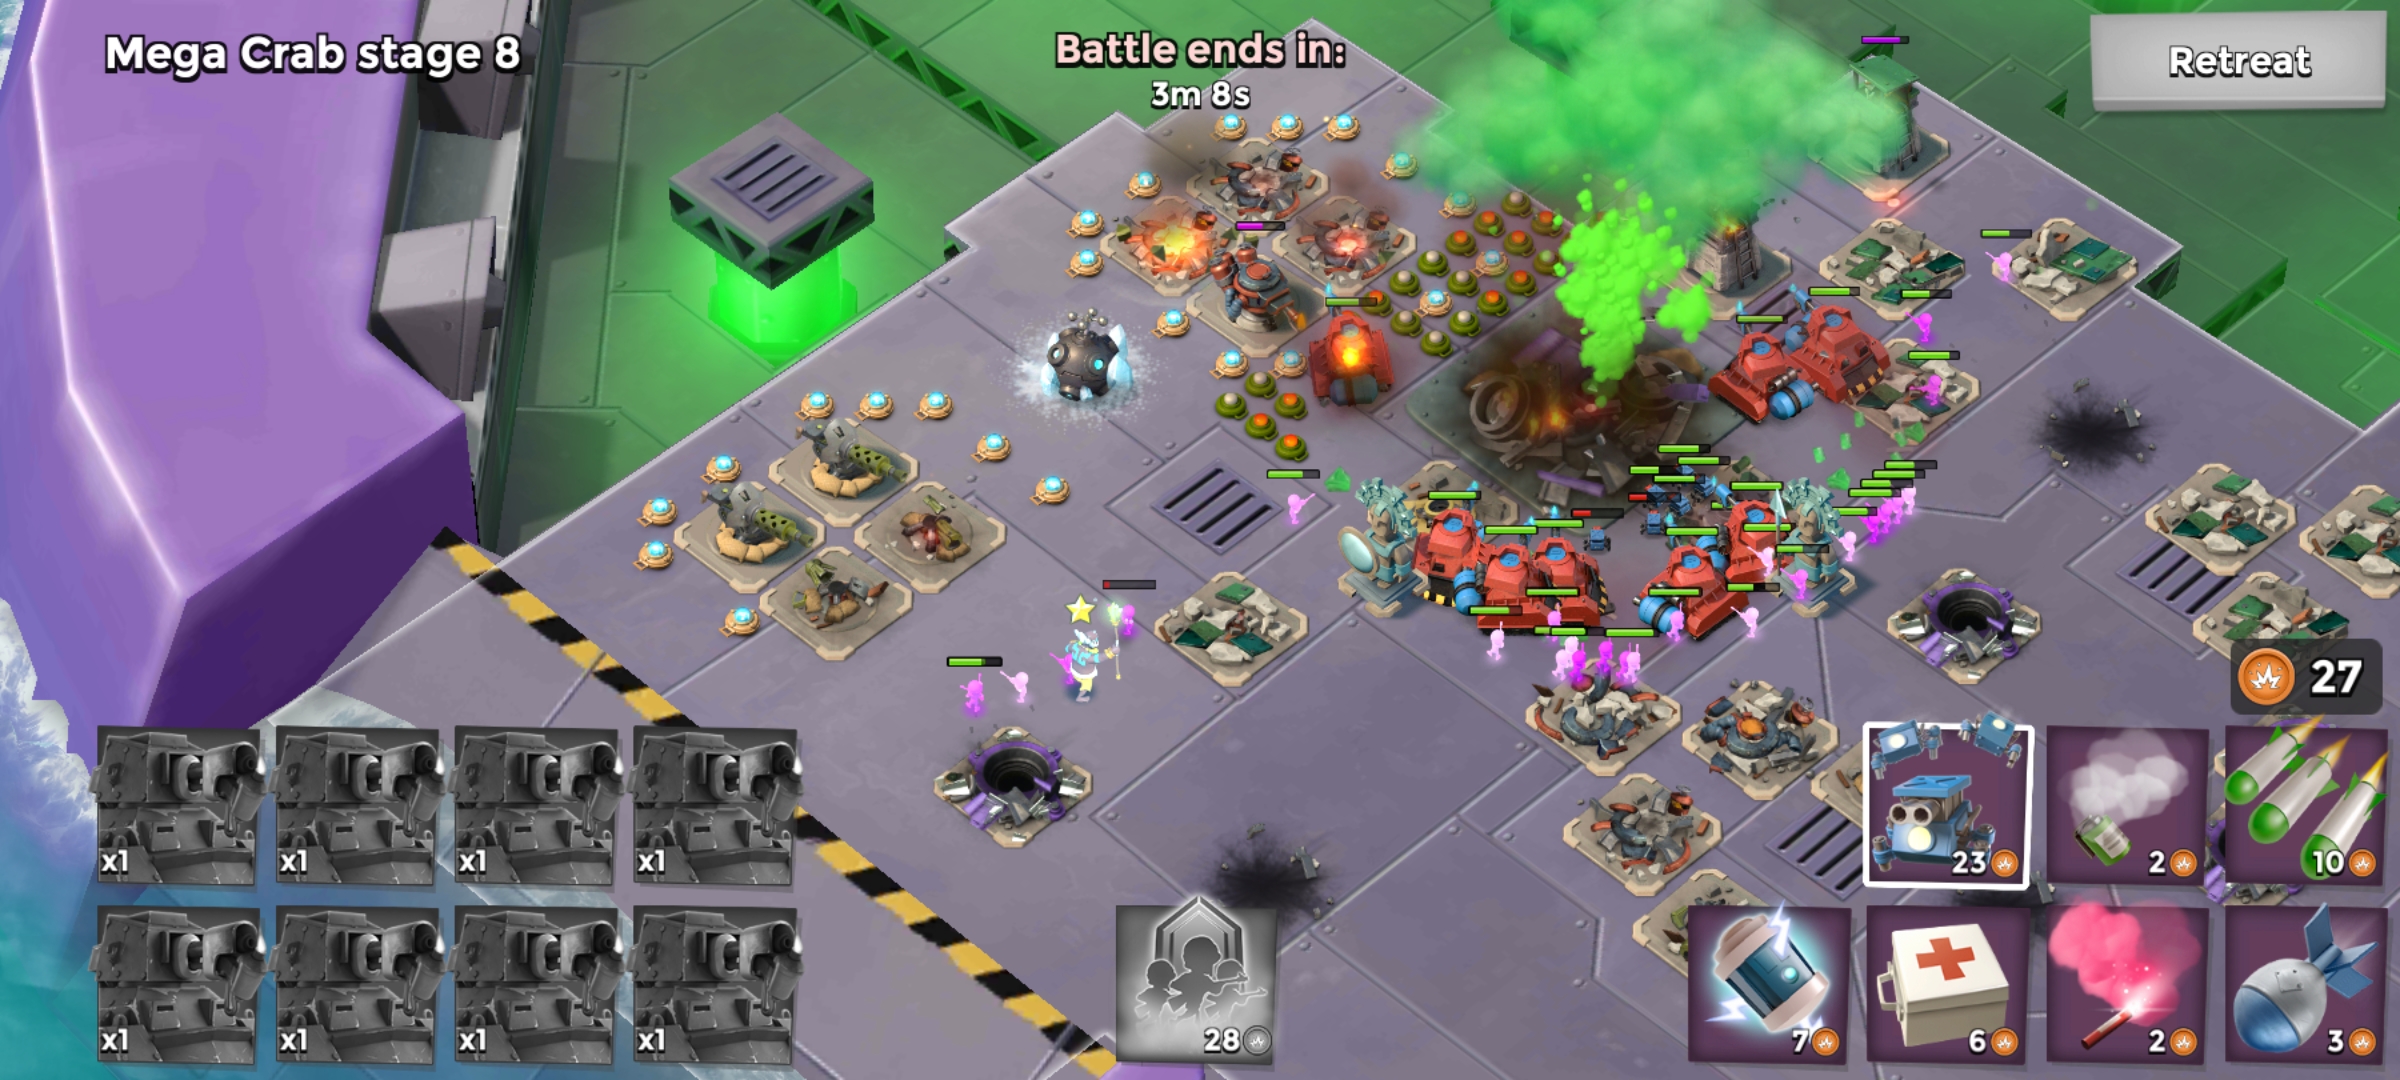 Mega Crab stage 8
Battle ends in:
3m 8s
Retreat
27
x1
x1
x1
x1
23
2
10
x1
x1
x1
x1
28
7
6
2
3